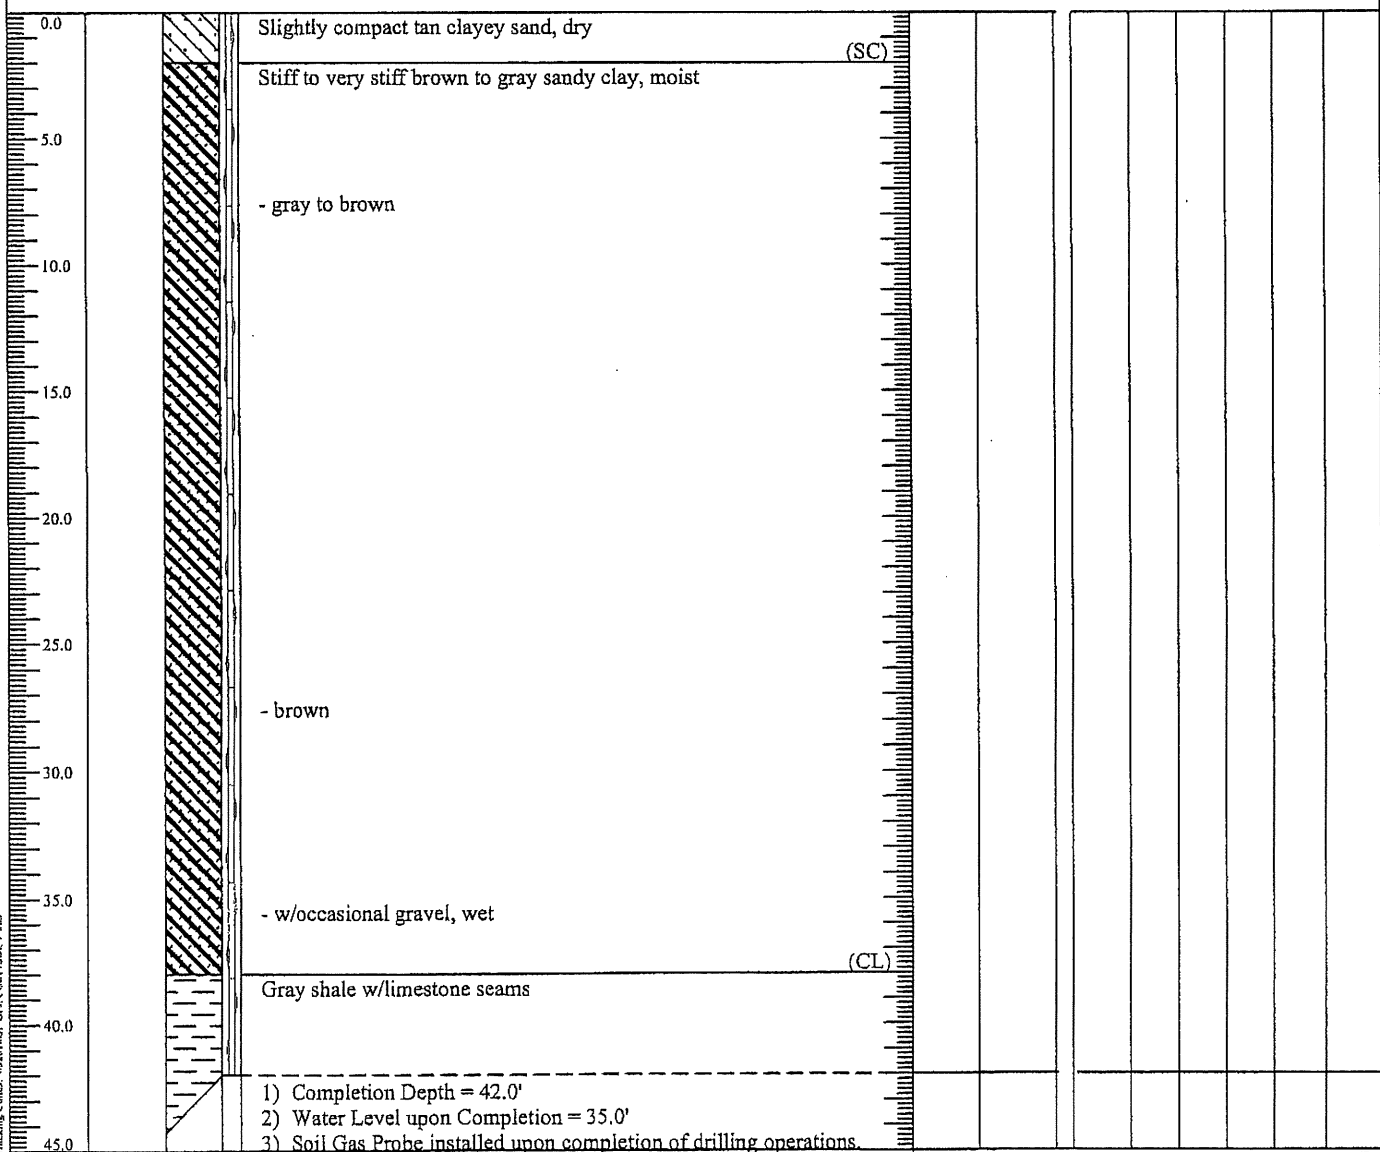 0.0
Slightly compact tan clayey sand, dry
(SC)
Stiff to very stiff brown to gray sandy clay, moist
5.0
- gray to brown
10.0
15.0
20.0
25.0
- brown
30.0
35.0
- w/occasional gravel, wet
(CL)
Gray shale w/limestone seams
40.0
1) Completion Depth = 42.0'
2) Water Level upon Completion = 35.0'
3) Soil Gas Probe installed upon completion of drilling operations.
45.0